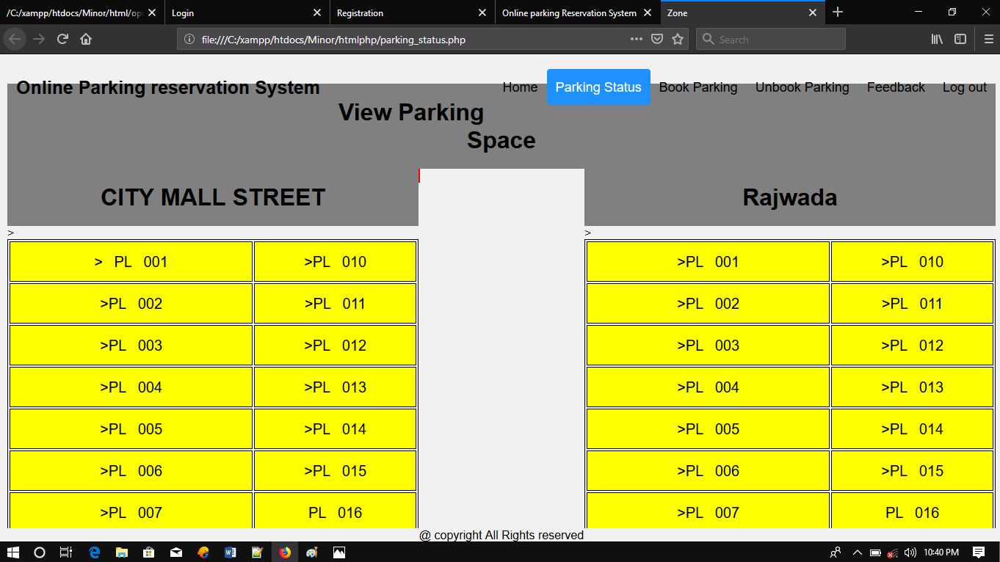 /C:/xampp/htdocs/Minor/html/op
Login
Registration
Online parking Reservation System
Zone
file:///C:/xampp/htdocs/Minor/htmlphp/parking_status.php
Search
Online Parking reservation System
Home Parking Status Book Parking Unbook Parking Feedback Log out
View Parking
Space
CITY MALL STREET
Rajwada
> >
> PL 001 >PL 010 >PL 001 >PL 010
>PL 002 >PL 011 >PL 002 >PL 011
>PL 003 >PL 012 >PL 003 >PL 012
>PL 004 >PL 013 >PL 004 >PL 013
>PL 005 >PL 014 >PL 005 >PL 014
>PL 006 >PL 015 >PL 006 >PL 015
>PL 007 PL 016 >PL 007 PL 016
@ copyright All Rights reserved
10:40 PM